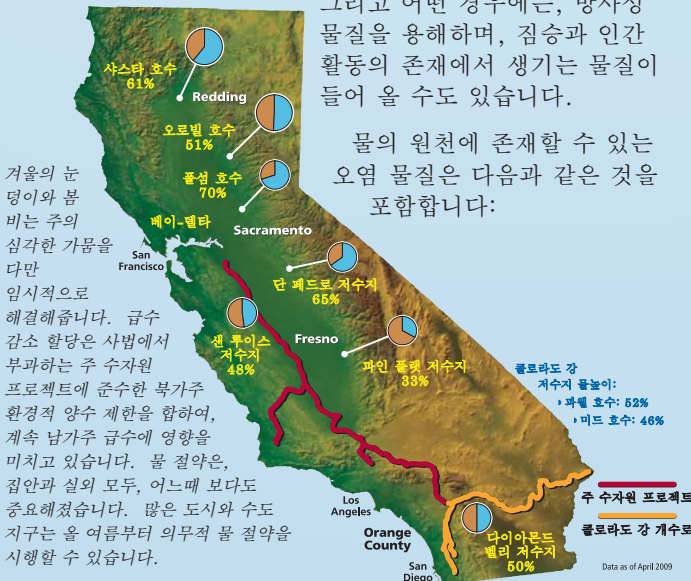 그리고 어떤 경우에는, 방사성
물질을 용해하며, 짐승과 인간
활동의 존재에서 생기는 물질이
들어 올 수도 있습니다.
물의 원천에 존재할 수 있는
오염 물질은 다음과 같은 것을
포함합니다:
겨울의 눈
덩이와 봄
비는 주의
심각한 가뭄을
다만
임시적으로
해결해줍니다. 급수
감소 할당은 사법에서
부과하는 주 수자원
프로젝트에 준수한 북가주
환경적 양수 제한을 합하여,
계속 남가주 급수에 영향을
미치고 있습니다. 물 절약은,
집안과 실외 모두, 어느때 보다도
중요해졌습니다. 많은 도시와 수도
지구는 올 여름부터 의무적 물 절약을
시행할 수 있습니다.
샤스타 호수
61%
Redding
오로빌 호수
51%
폴섬 호수
70%
베이-델타
Sacramento
San
Francisco
단 페드로 저수지
65%
샌 루이스
저수지
48%
Fresno
파인 플랫 저수지
33%
콜로라도 강
저수지 물높이:
파월 호수: 52%
미드 호수: 46%
주 수자원 프로젝트
콜로라도 강 개수로
Los
Angeles
Orange
County
San
Diego
다이아몬드
벨리 저수지
50%
Data as of April 2009